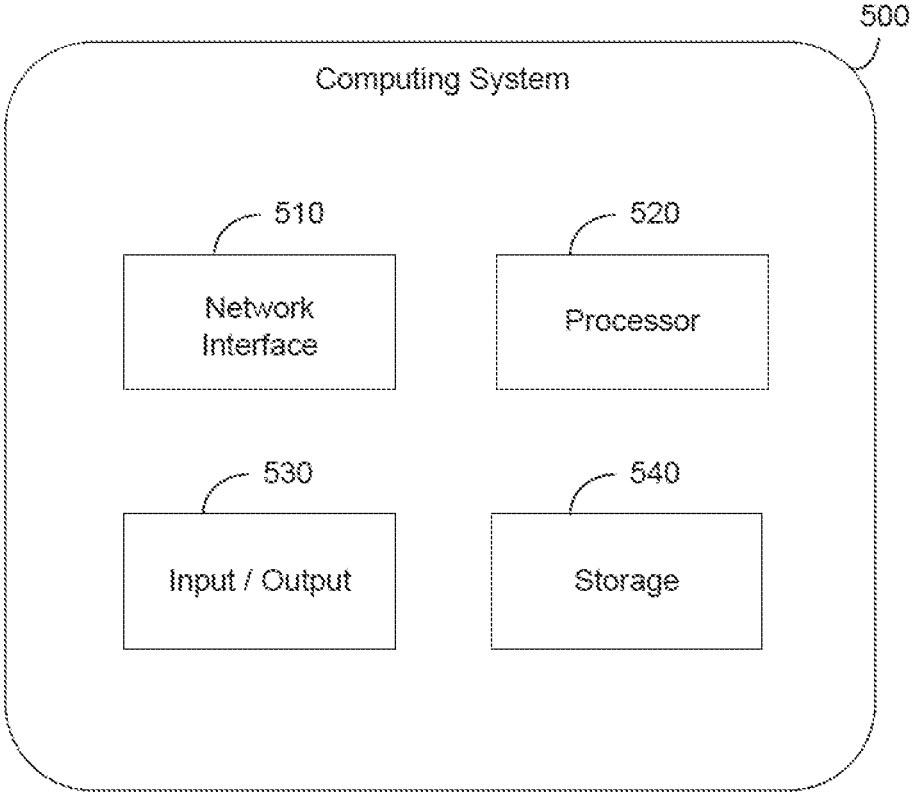 500
Computing System
510
520
Network
Interface
Processor
530
540
Input / Output
Storage